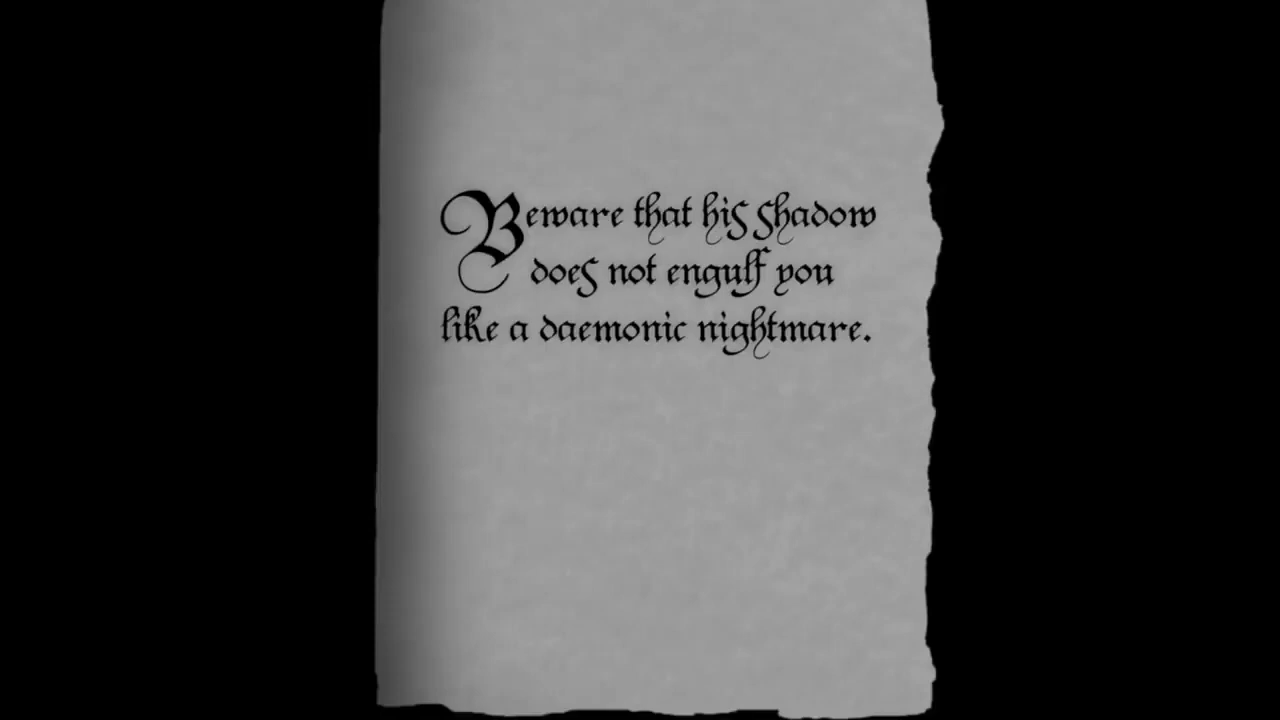 Beware that his shadow
does not engulf you
like a daemonic nightmare.